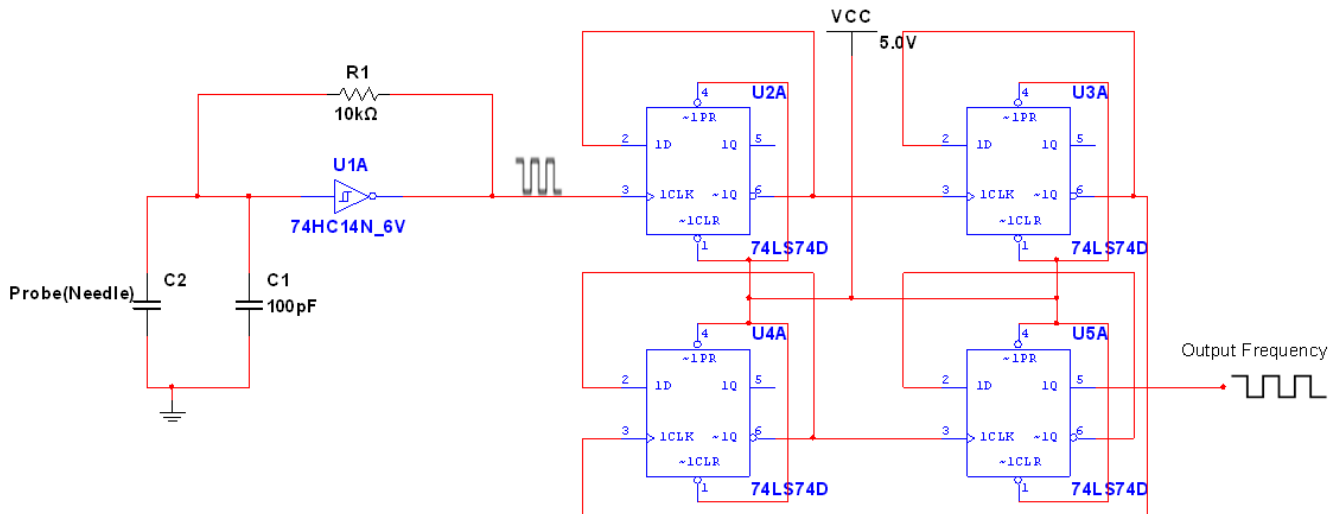 VCC
5.0V
R1
10kΩ
U1A
74HC14N_6V
C2
Probe(Needle)
C1
100pF
U2A
4
~1PR
2
1D
1Q
5
3
1CLK
~1Q
6
~1CLR
1
74LS74D
U3A
4
~1PR
2
1D
1Q
5
3
1CLK
~1Q
6
~1CLR
1
74LS74D
U4A
4
~1PR
2
1D
1Q
5
3
1CLK
~1Q
6
~1CLR
1
74LS74D
U5A
4
~1PR
2
1D
1Q
5
3
1CLK
~1Q
6
~1CLR
1
74LS74D
Output Frequency